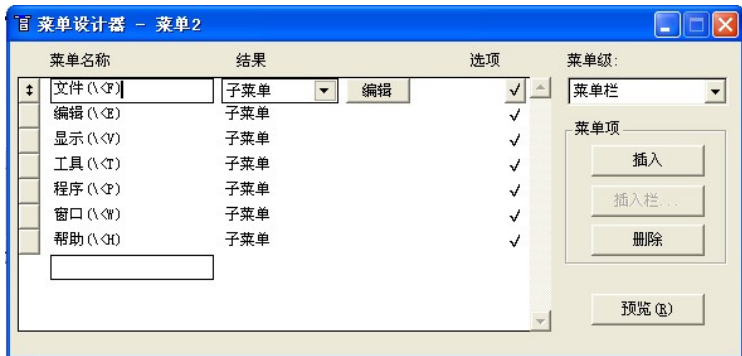 菜单设计器 - 菜单2
菜单名称 结果 选项 菜单级:
文件(\<F) 子菜单 编辑 √ 菜单栏
编辑(\<E) 子菜单 √
显示(\<V) 子菜单 √
工具(\<T) 子菜单 √
程序(\<P) 子菜单 √
窗口(\<W) 子菜单 √
帮助(\<H) 子菜单 √
菜单项
插入
插入栏...
删除
预览(R)